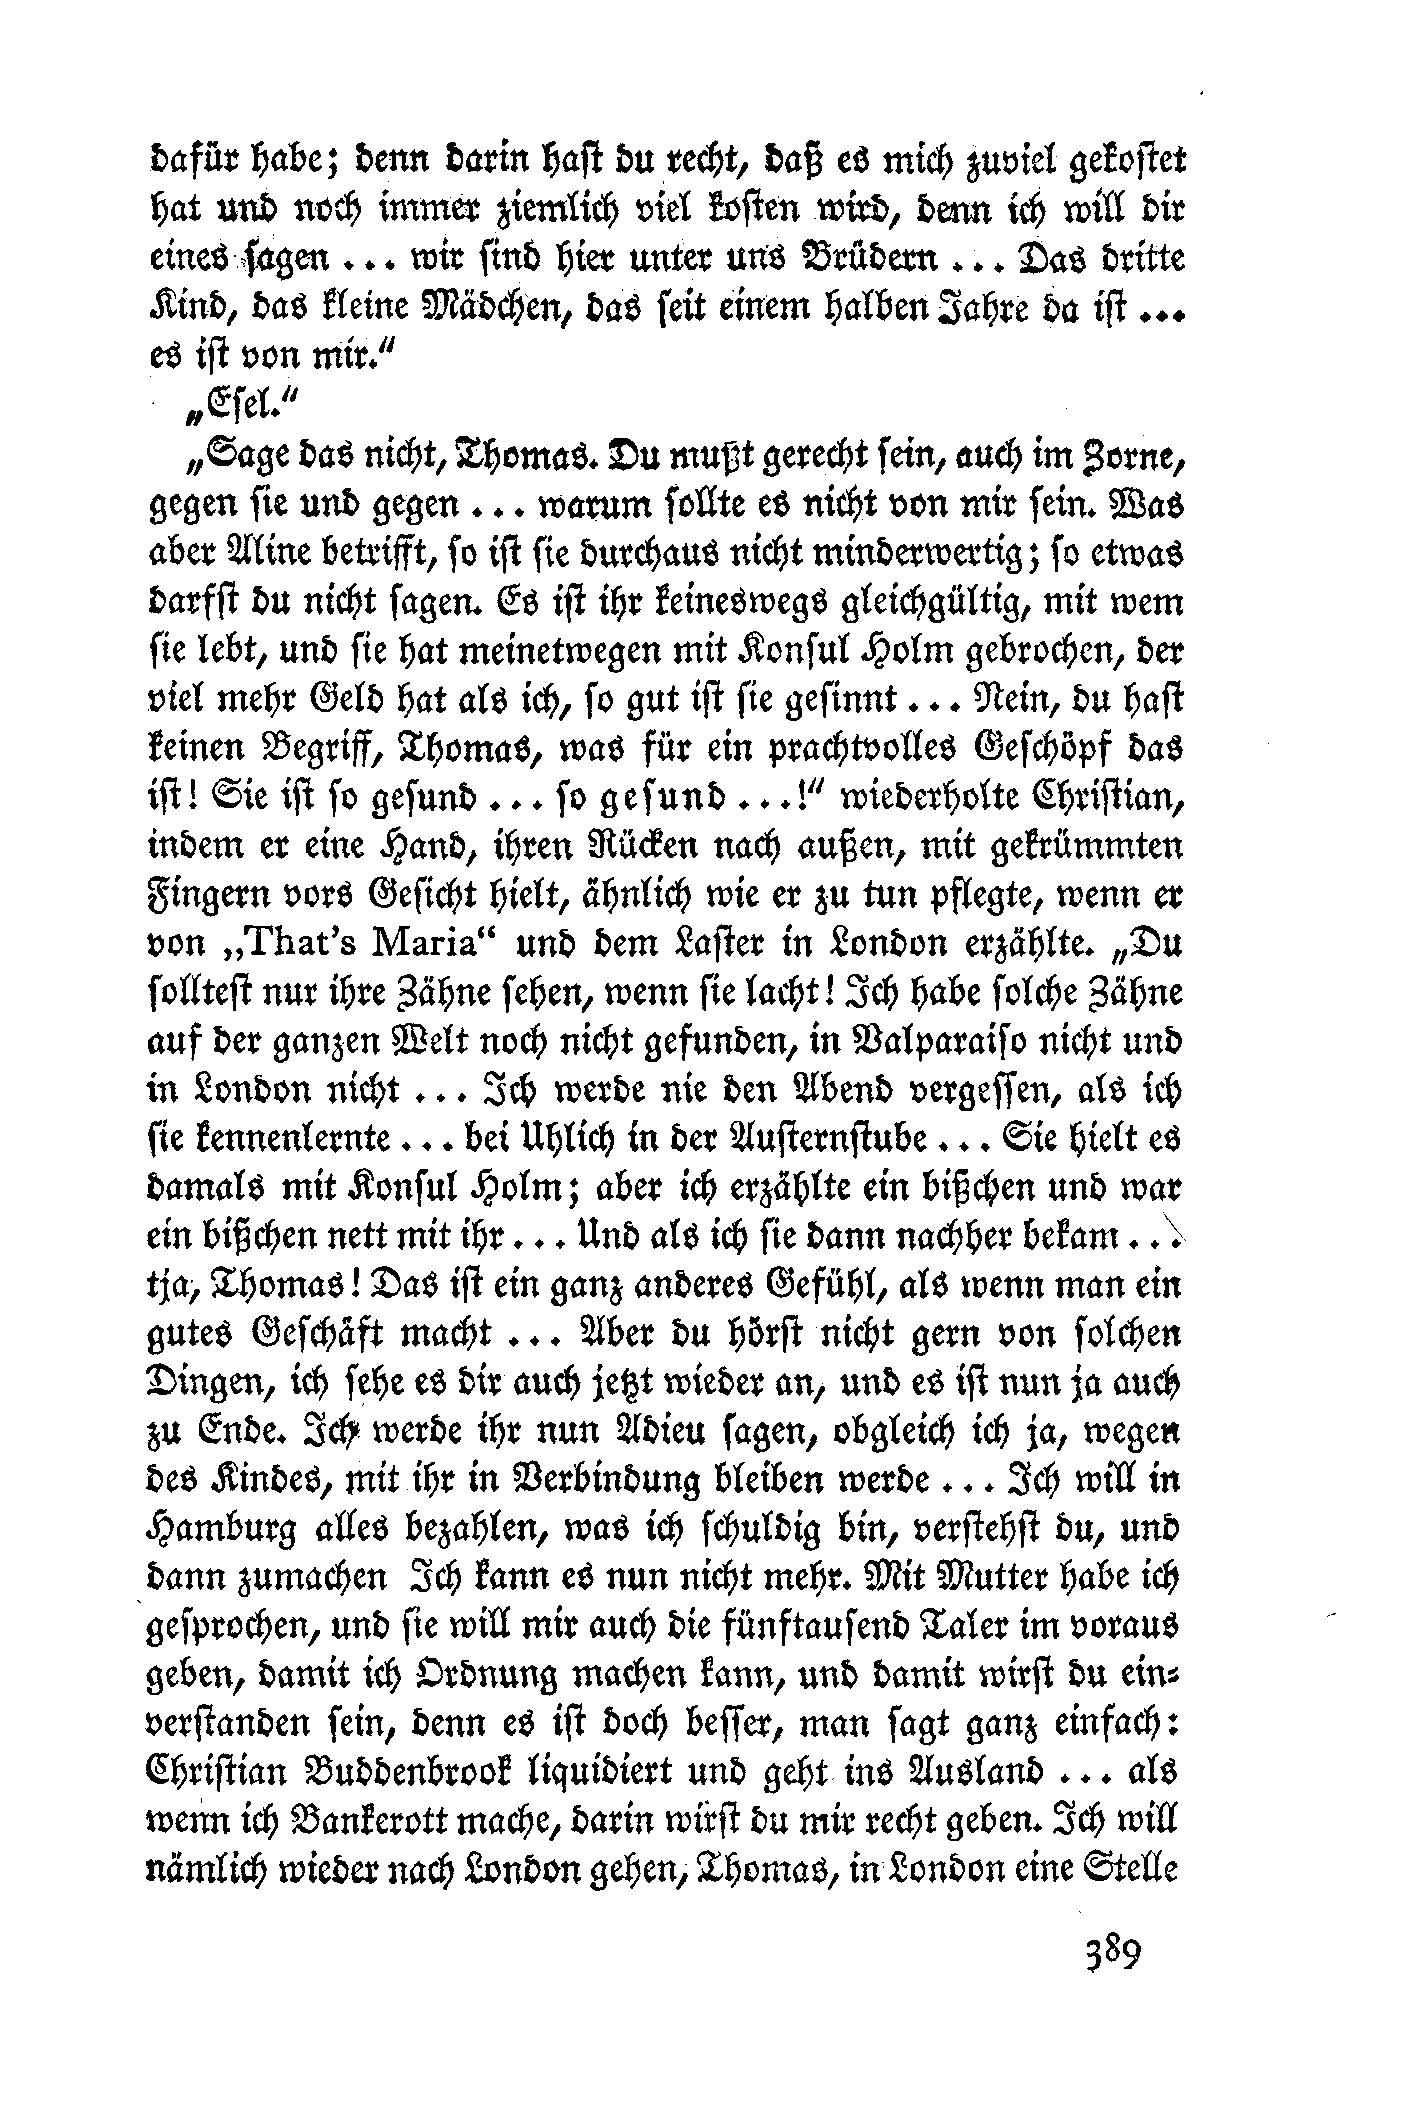 dafür habe; denn darin hast du recht, daß es mich zuviel gekostet
hat und noch immer ziemlich viel kosten wird, denn ich will dir
eines sagen ... wir sind hier unter uns Brüdern ... Das dritte
Kind, das kleine Mädchen, das seit einem halben Jahre da ist ...
es ist von mir.“
„Esel.“
„Sage das nicht, Thomas. Du mußt gerecht sein, auch im Zorne,
gegen sie und gegen ... warum sollte es nicht von mir sein. Was
aber Aline betrifft, so ist sie durchaus nicht minderwertig; so etwas
darfst du nicht sagen. Es ist ihr keineswegs gleichgültig, mit wem
sie lebt, und sie hat meinetwegen mit Konsul Holm gebrochen, der
viel mehr Geld hat als ich, so gut ist sie gesinnt ... Nein, du hast
keinen Begriff, Thomas, was für ein prachtvolles Geschöpf das
ist! Sie ist so gesund ... so gesund ...!“ wiederholte Christian,
indem er eine Hand, ihren Rücken nach außen, mit gekrümmten
Fingern vors Gesicht hielt, ähnlich wie er zu tun pflegte, wenn er
von „That's Maria“ und dem Laster in London erzählte. „Du
solltest nur ihre Zähne sehen, wenn sie lacht! Ich habe solche Zähne
auf der ganzen Welt noch nicht gefunden, in Valparaiso nicht und
in London nicht ... Ich werde nie den Abend vergessen, als ich
sie kennenlernte ... bei Uhlich in der Austernstube ... Sie hielt es
damals mit Konsul Holm; aber ich erzählte ein bißchen und war
ein bißchen nett mit ihr ... Und als ich sie dann nachher bekam ...
tja, Thomas! Das ist ein ganz anderes Gefühl, als wenn man ein
gutes Geschäft macht ... Aber du hörst nicht gern von solchen
Dingen, ich sehe es dir auch jetzt wieder an, und es ist nun ja auch
zu Ende. Ich werde ihr nun Adieu sagen, obgleich ich ja, wegen
des Kindes, mit ihr in Verbindung bleiben werde ... Ich will in
Hamburg alles bezahlen, was ich schuldig bin, verstehst du, und
dann zumachen Ich kann es nun nicht mehr. Mit Mutter habe ich
gesprochen, und sie will mir auch die fünftausend Taler im voraus
geben, damit ich Ordnung machen kann, und damit wirst du ein-
verstanden sein, denn es ist doch besser, man sagt ganz einfach:
Christian Buddenbrook liquidiert und geht ins Ausland ... als
wenn ich Bankerott mache, darin wirst du mir recht geben. Ich will
nämlich wieder nach London gehen, Thomas, in London eine Stelle
389